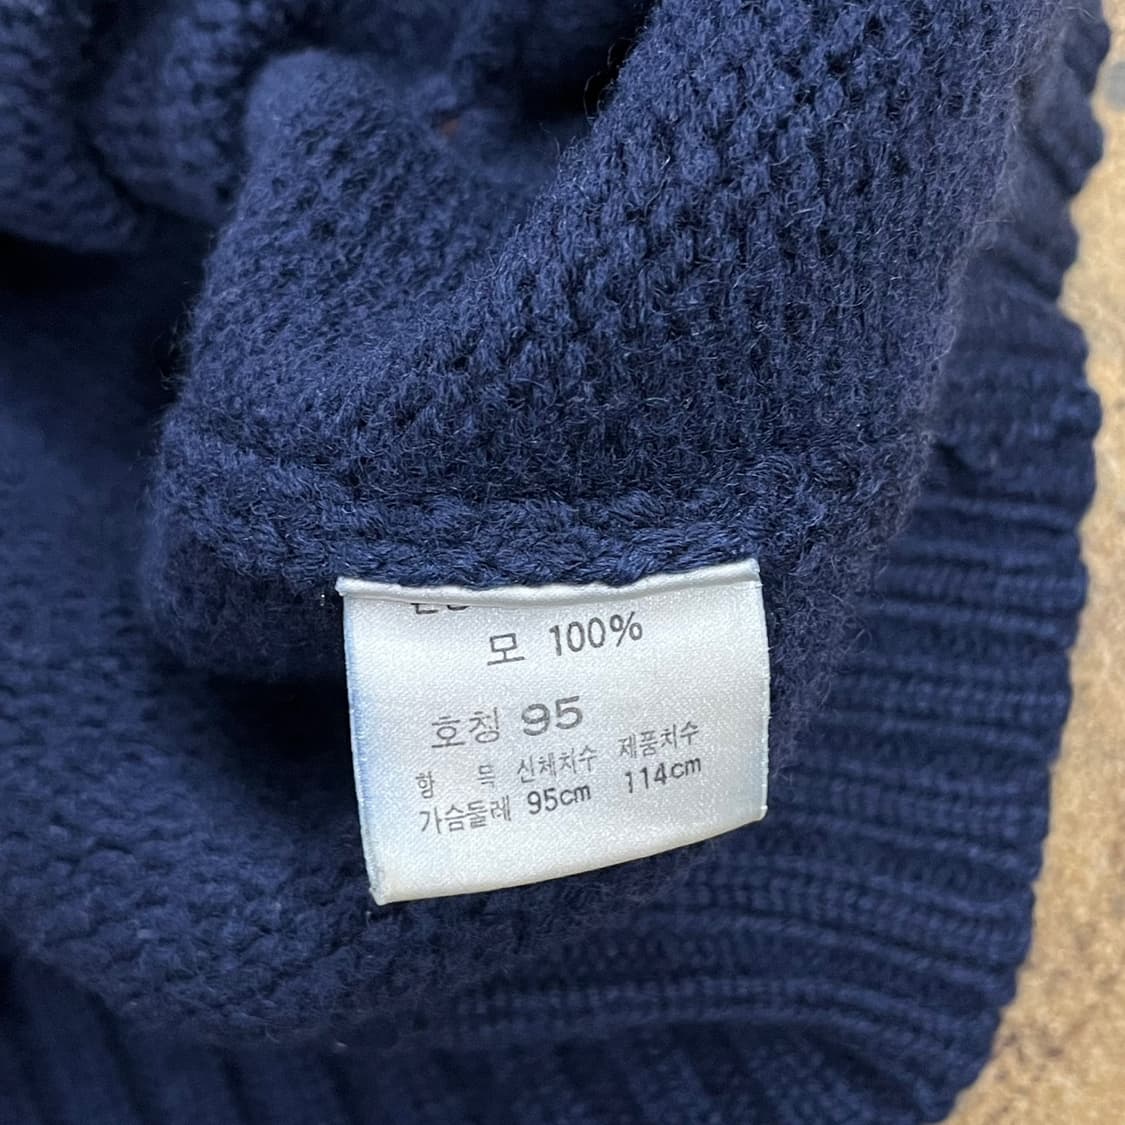 모 100%
호칭 95
항 목 신체치수 제품치수
가슴둘레 95cm 114cm